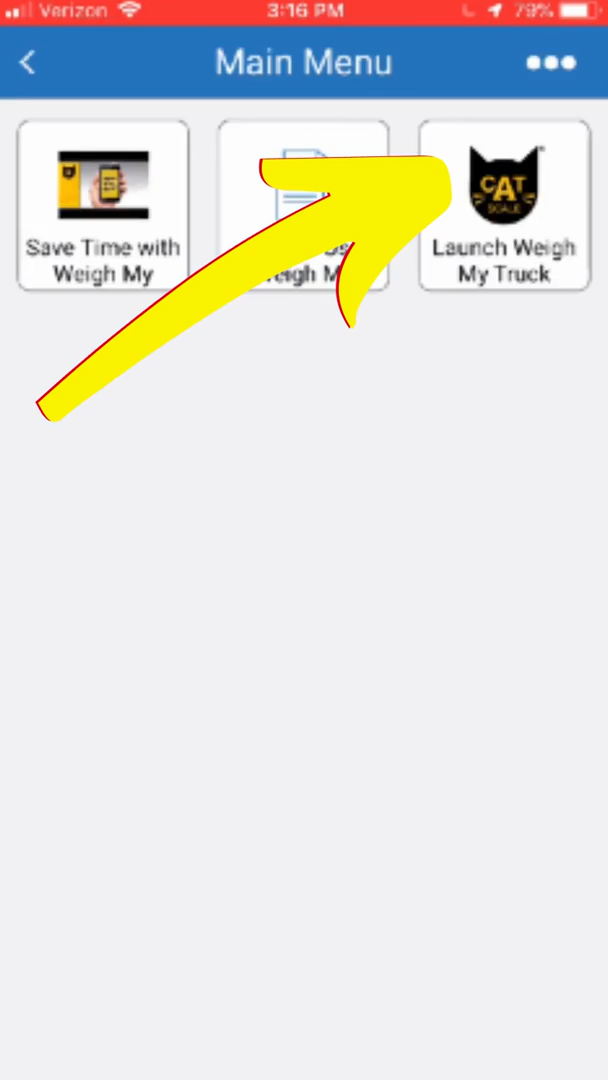 Verizon 3:16 PM 79%
Main Menu
Save Time with
Weigh My
CAT
SCALE
Launch Weigh
My Truck